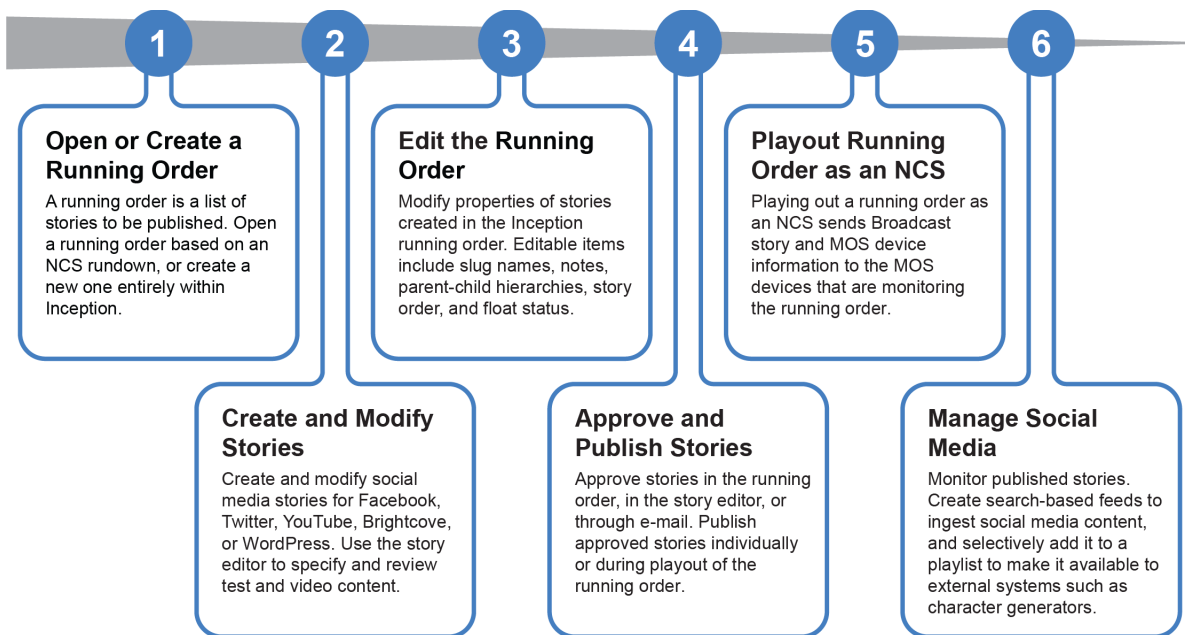 1
Open or Create a
Running Order
A running order is a list of
stories to be published. Open
a running order based on an
NCS rundown, or create a
new one entirely within
Inception.
2
Create and Modify
Stories
Create and modify social
media stories for Facebook,
Twitter, YouTube, Brightcove,
or WordPress. Use the story
editor to specify and review
test and video content.
3
Edit the Running
Order
Modify properties of stories
created in the Inception
running order. Editable items
include slug names, notes,
parent-child hierarchies, story
order, and float status.
4
Approve and
Publish Stories
Approve stories in the running
order, in the story editor, or
through e-mail. Publish
approved stories individually
or during playout of the
running order.
5
Playout Running
Order as an NCS
Playing out a running order as
an NCS sends Broadcast
story and MOS device
information to the MOS
devices that are monitoring
the running order.
6
Manage Social
Media
Monitor published stories.
Create search-based feeds to
ingest social media content,
and selectively add it to a
playlist to make it available to
external systems such as
character generators.